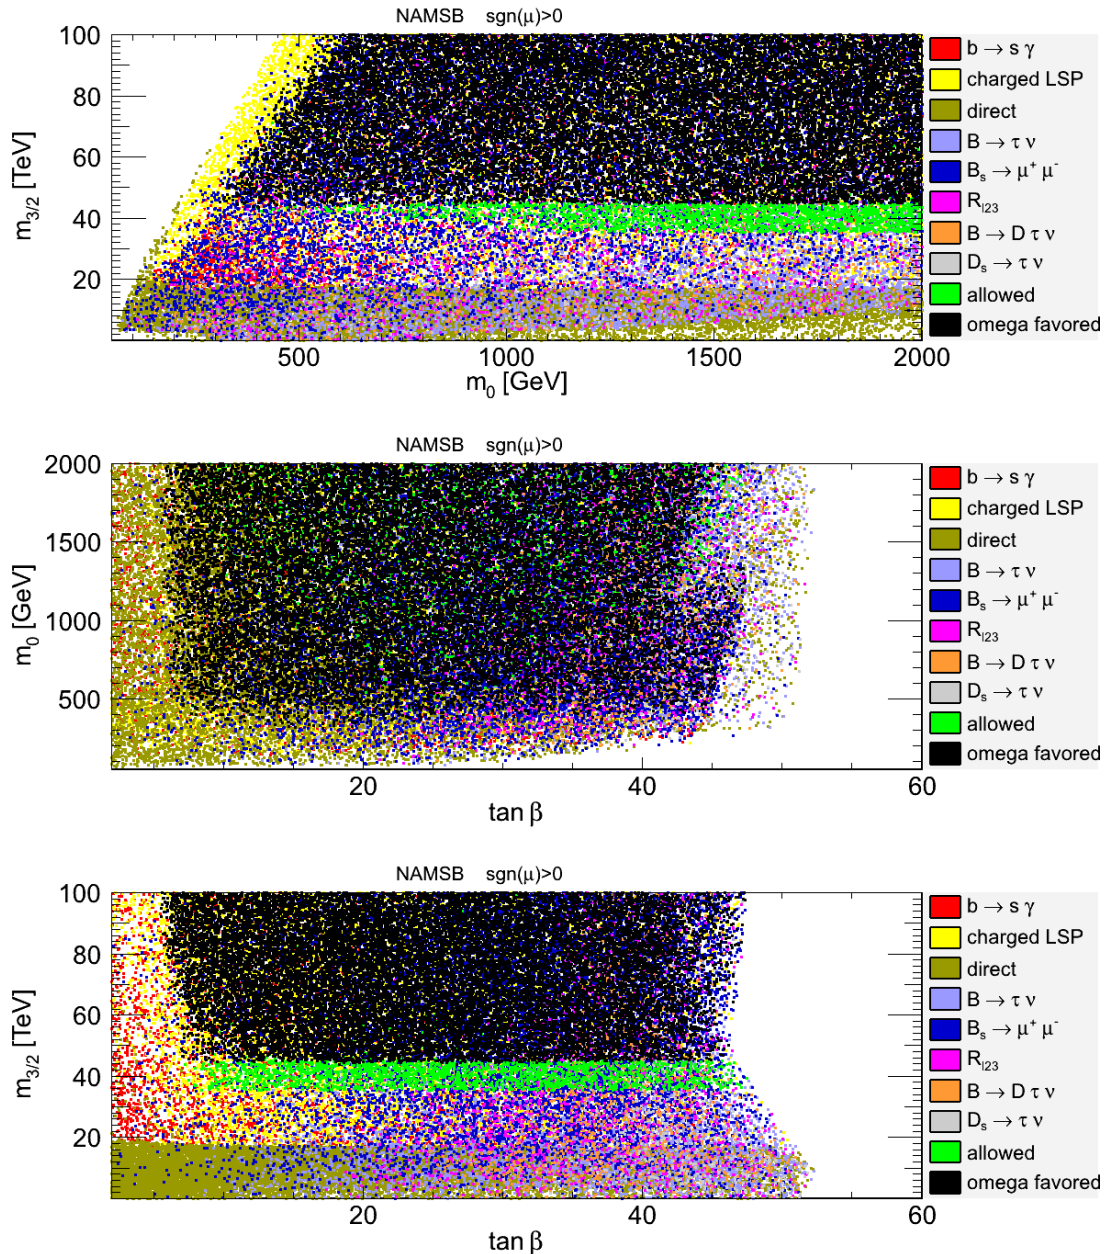 NAMSB sgn(μ)>0
100
80
60
40
20
m3/2 [TeV]
500 1000 1500 2000
m0 [GeV]
b → s γ
charged LSP
direct
B → τ ν
Bs → μ+ μ-
Rl23
B → D τ ν
Ds → τ ν
allowed
omega favored
NAMSB sgn(μ)>0
2000
1500
1000
500
m0 [GeV]
20 40 60
tan β
b → s γ
charged LSP
direct
B → τ ν
Bs → μ+ μ-
Rl23
B → D τ ν
Ds → τ ν
allowed
omega favored
NAMSB sgn(μ)>0
100
80
60
40
20
m3/2 [TeV]
20 40 60
tan β
b → s γ
charged LSP
direct
B → τ ν
Bs → μ+ μ-
Rl23
B → D τ ν
Ds → τ ν
allowed
omega favored